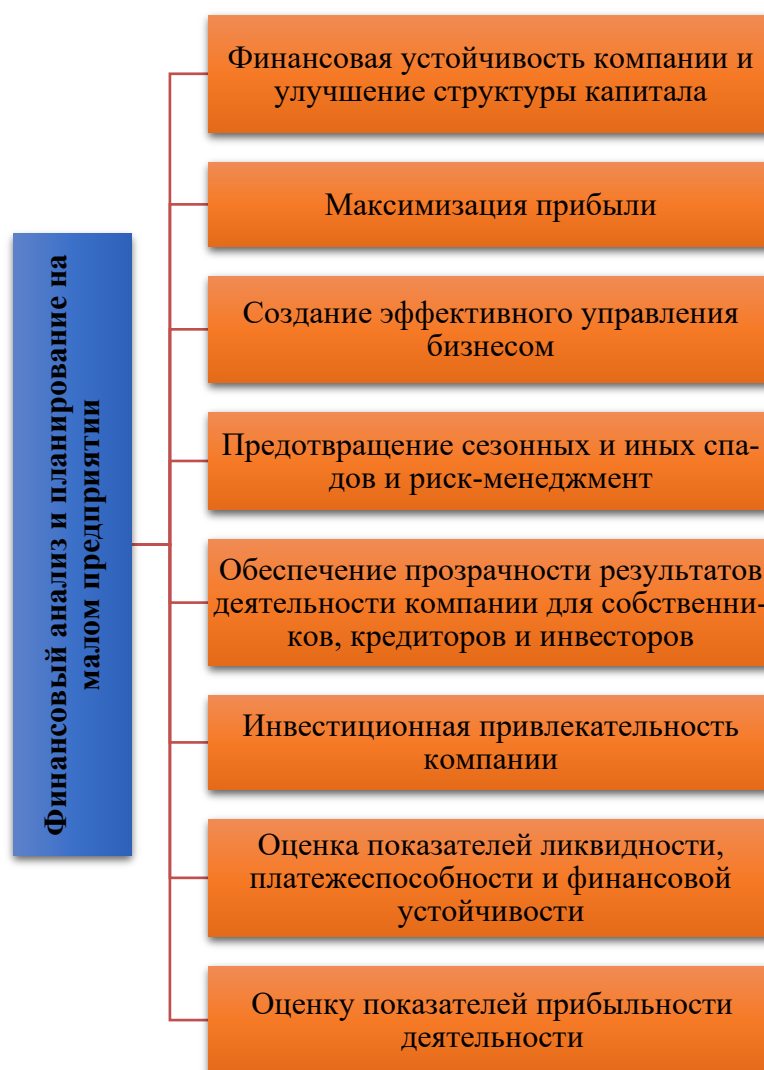 Финансовый анализ и планирование на
малом предприятии
Финансовая устойчивость компании и
улучшение структуры капитала
Максимизация прибыли
Создание эффективного управления
бизнесом
Предотвращение сезонных и иных спа-
дов и риск-менеджмент
Обеспечение прозрачности результатов
деятельности компании для собственни-
ков, кредиторов и инвесторов
Инвестиционная привлекательность
компании
Оценка показателей ликвидности,
платежеспособности и финансовой
устойчивости
Оценку показателей прибыльности
деятельности